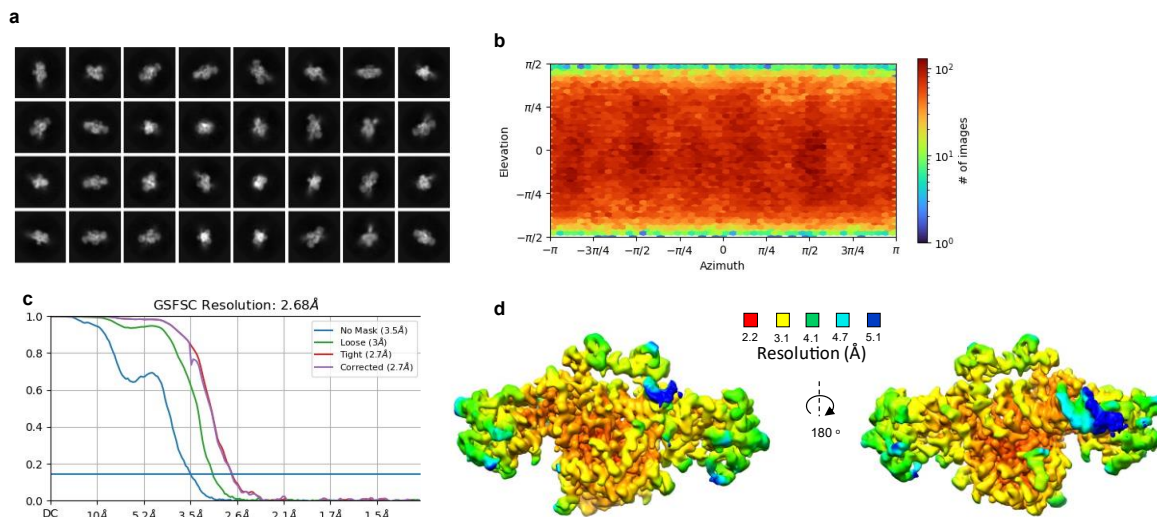 a
b
π/2
π/4
0
−π/4
−π/2
Elevation
−π
−3π/4
−π/2
−π/4
0
π/4
π/2
3π/4
π
Azimuth
10²
10¹
10⁰
# of images
c
GSFSC Resolution: 2.68Å
1.0
0.8
0.6
0.4
0.2
0.0
No Mask (3.5Å)
Loose (3Å)
Tight (2.7Å)
Corrected (2.7Å)
DC
10Å
5.2Å
3.5Å
2.6Å
2.1Å
1.7Å
1.5Å
d
2.2 3.1 4.1 4.7 5.1
Resolution (Å)
180 °